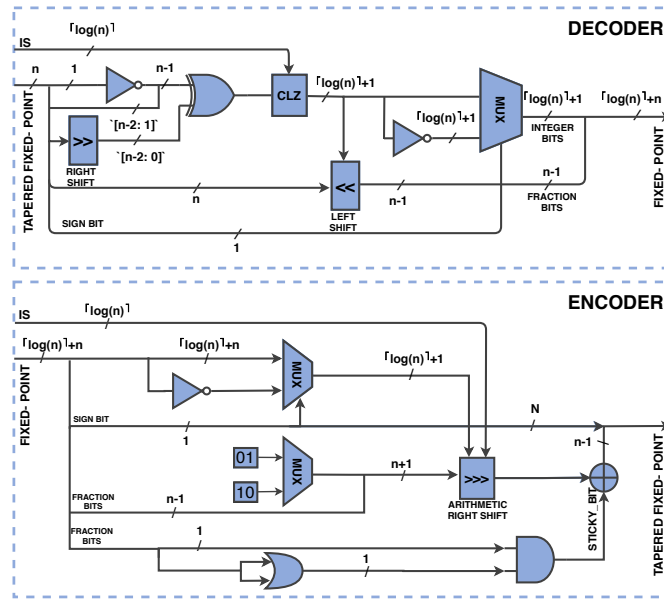 DECODER
IS
⌈log(n)⌉
n
1
n-1
CLZ
⌈log(n)⌉+1
MUX
⌈log(n)⌉+1
⌈log(n)⌉+1
INTEGER
BITS
⌈log(n)⌉+n
`[n-2: 1]`
>>
`[n-2: 0]`
RIGHT
SHIFT
<<
LEFT
SHIFT
n
n-1
n-1
FRACTION
BITS
SIGN BIT
1
TAPERED FIXED- POINT
FIXED- POINT
ENCODER
IS
⌈log(n)⌉
⌈log(n)⌉+n
⌈log(n)⌉+n
MUX
⌈log(n)⌉+1
FIXED- POINT
SIGN BIT
1
N
n-1
01
10
MUX
n+1
>>>
ARITHMETIC
RIGHT SHIFT
FRACTION
BITS
n-1
FRACTION
BITS
1
1
STICKY_BIT
TAPERED FIXED- POINT